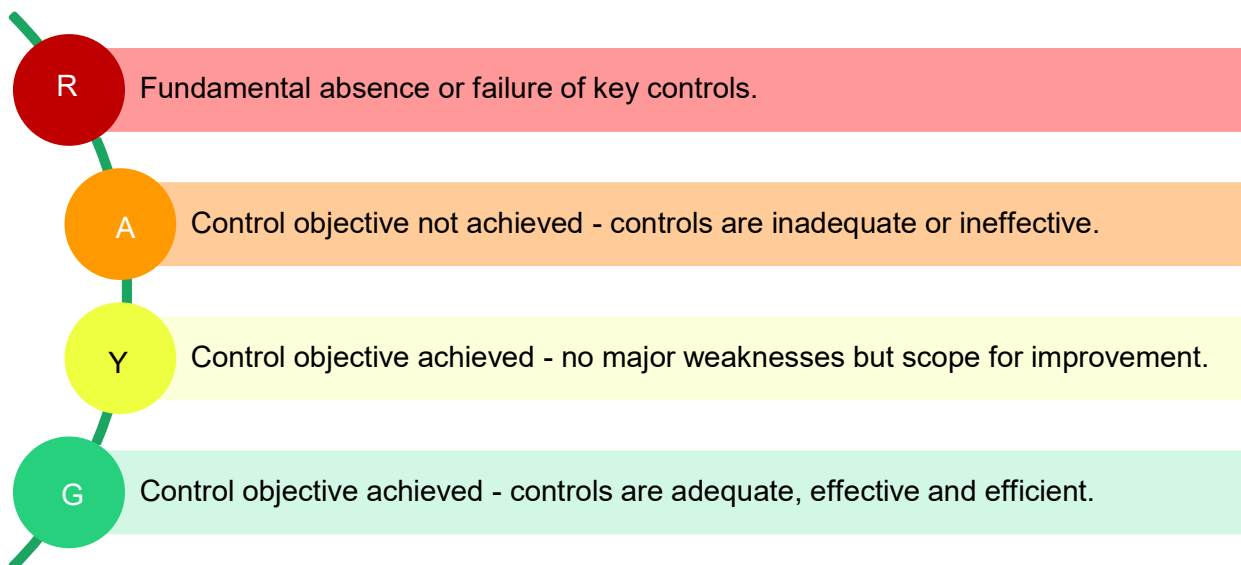 R
Fundamental absence or failure of key controls.
A
Control objective not achieved - controls are inadequate or ineffective.
Y
Control objective achieved - no major weaknesses but scope for improvement.
G
Control objective achieved - controls are adequate, effective and efficient.